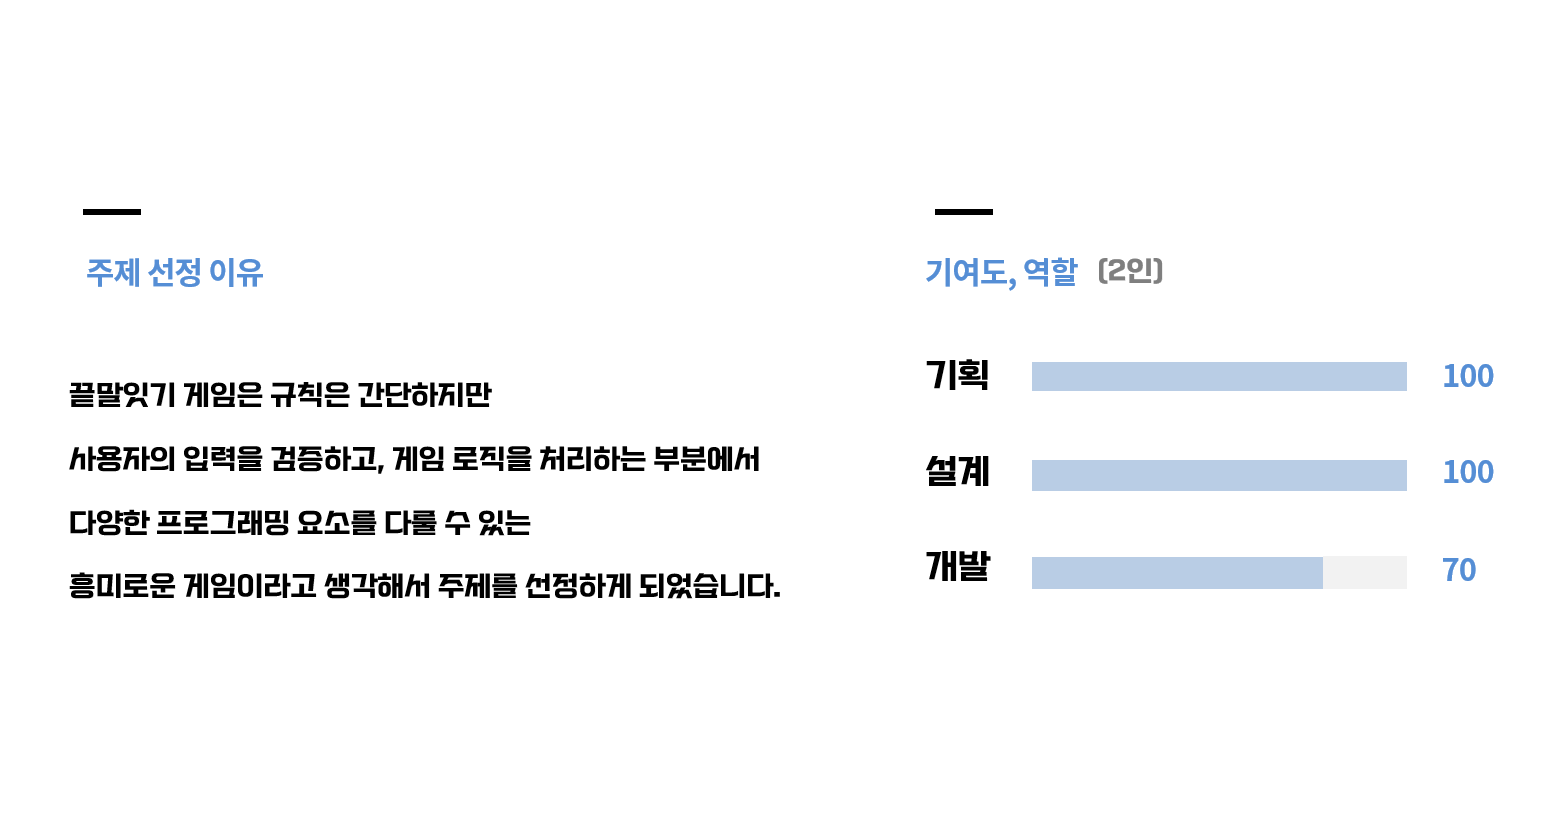 주제 선정 이유
끝말잇기 게임은 규칙은 간단하지만
사용자의 입력을 검증하고, 게임 로직을 처리하는 부분에서
다양한 프로그래밍 요소를 다룰 수 있는
흥미로운 게임이라고 생각해서 주제를 선정하게 되었습니다.
기여도, 역할 (2인)
기획 100
설계 100
개발 70